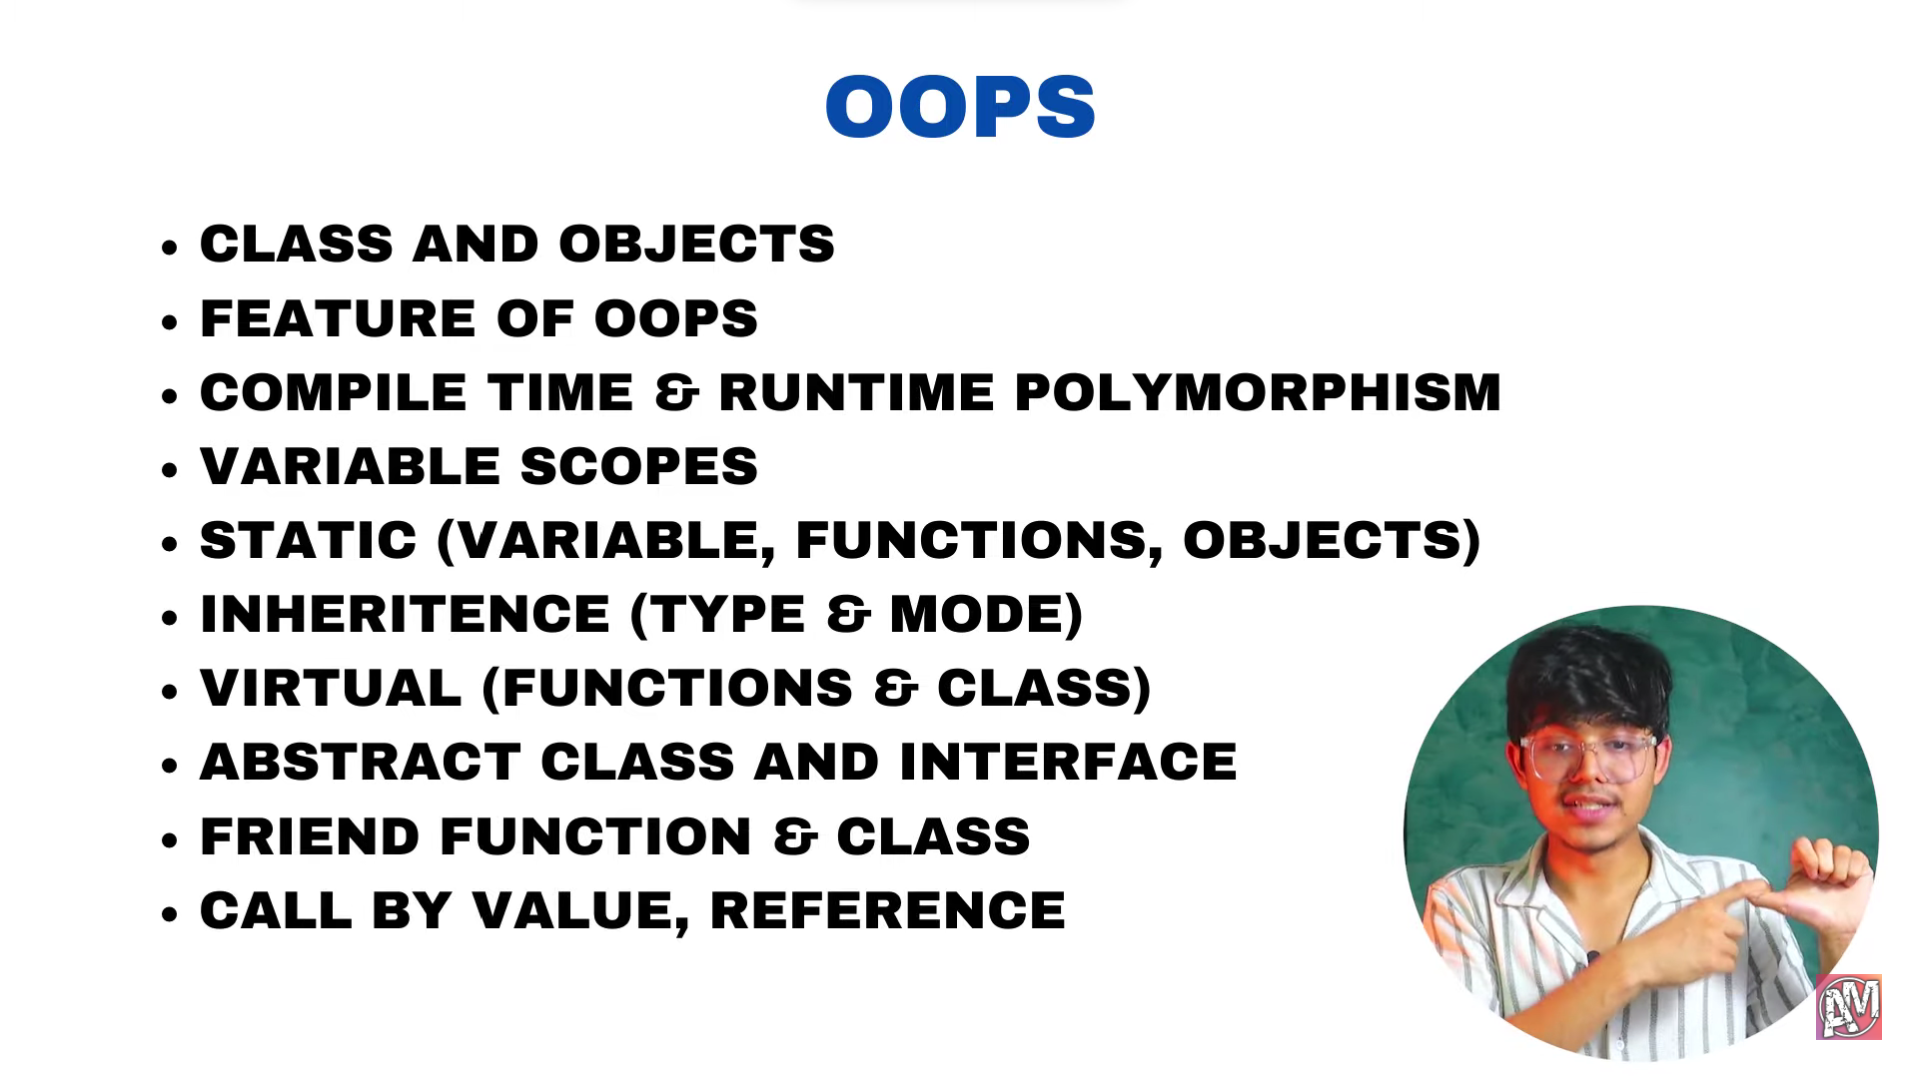 OOPS
• CLASS AND OBJECTS
• FEATURE OF OOPS
• COMPILE TIME & RUNTIME POLYMORPHISM
• VARIABLE SCOPES
• STATIC (VARIABLE, FUNCTIONS, OBJECTS)
• INHERITENCE (TYPE & MODE)
• VIRTUAL (FUNCTIONS & CLASS)
• ABSTRACT CLASS AND INTERFACE
• FRIEND FUNCTION & CLASS
• CALL BY VALUE, REFERENCE
AM